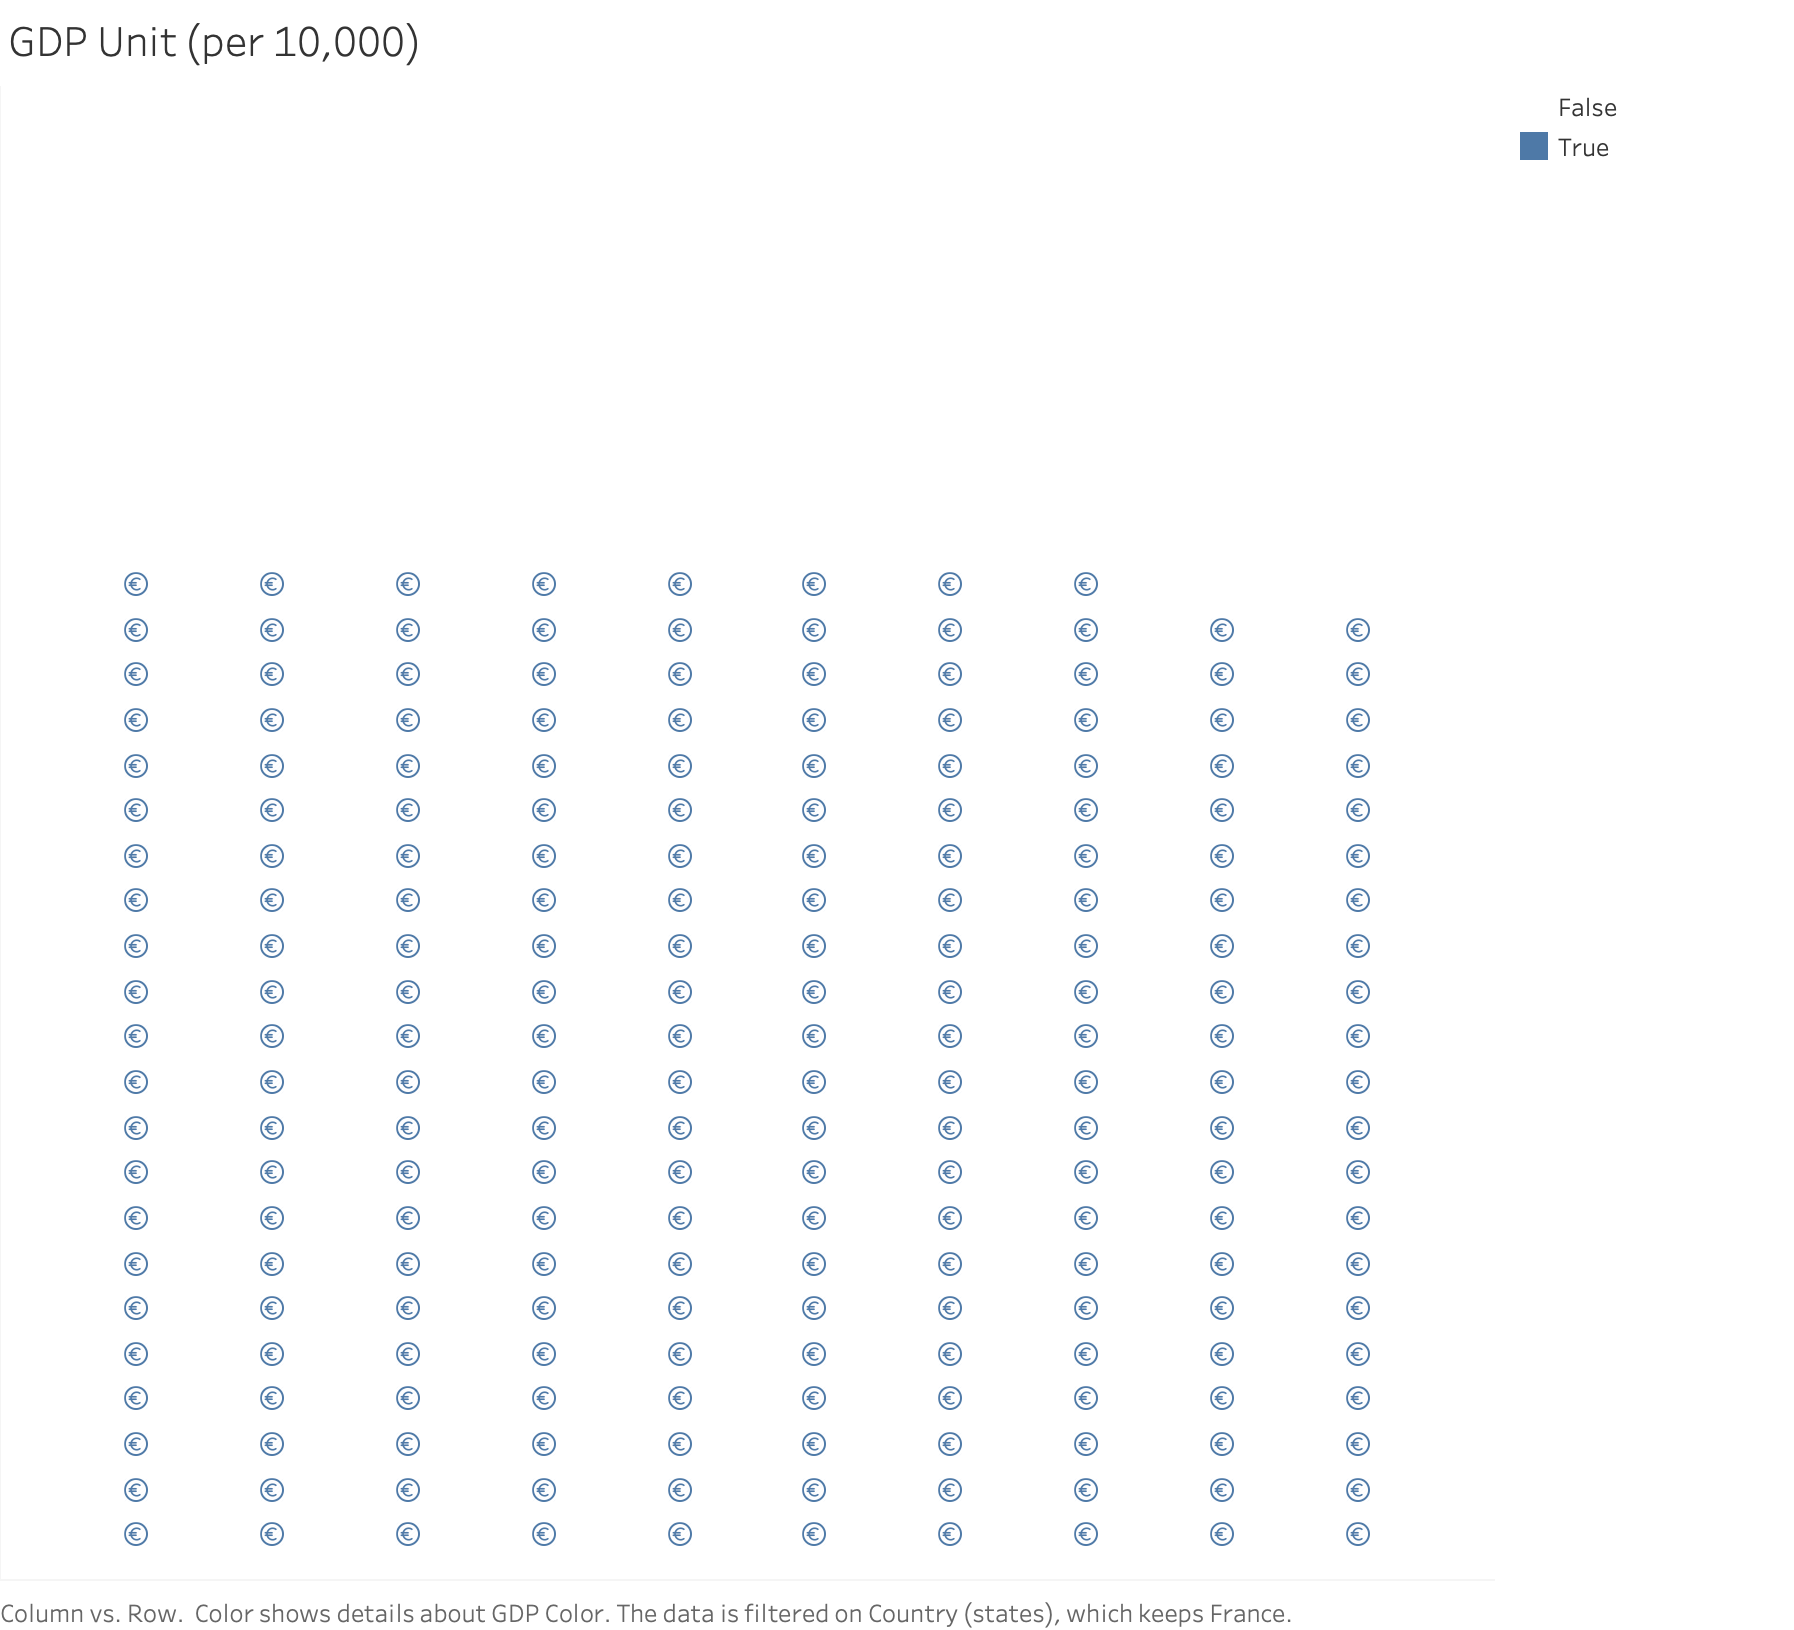 GDP Unit (per 10,000)
False
True
Column vs. Row.  Color shows details about GDP Color. The data is filtered on Country (states), which keeps France.